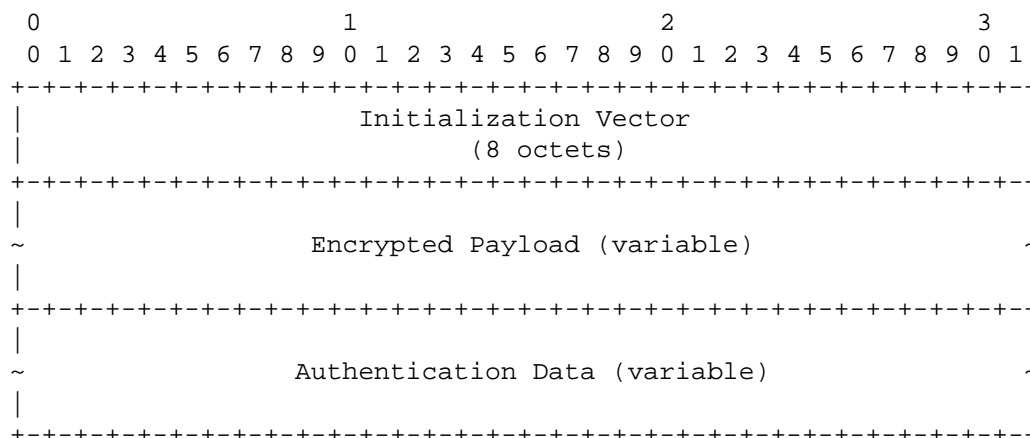 0                   1                   2                   3
0 1 2 3 4 5 6 7 8 9 0 1 2 3 4 5 6 7 8 9 0 1 2 3 4 5 6 7 8 9 0 1
+-+-+-+-+-+-+-+-+-+-+-+-+-+-+-+-+-+-+-+-+-+-+-+-+-+-+-+-+-+-+-+--
|                     Initialization Vector
|                            (8 octets)
+-+-+-+-+-+-+-+-+-+-+-+-+-+-+-+-+-+-+-+-+-+-+-+-+-+-+-+-+-+-+-+--
|
~                  Encrypted Payload (variable)                 ~
|
+-+-+-+-+-+-+-+-+-+-+-+-+-+-+-+-+-+-+-+-+-+-+-+-+-+-+-+-+-+-+-+--
|
~                 Authentication Data (variable)                ~
|
+-+-+-+-+-+-+-+-+-+-+-+-+-+-+-+-+-+-+-+-+-+-+-+-+-+-+-+-+-+-+-+--